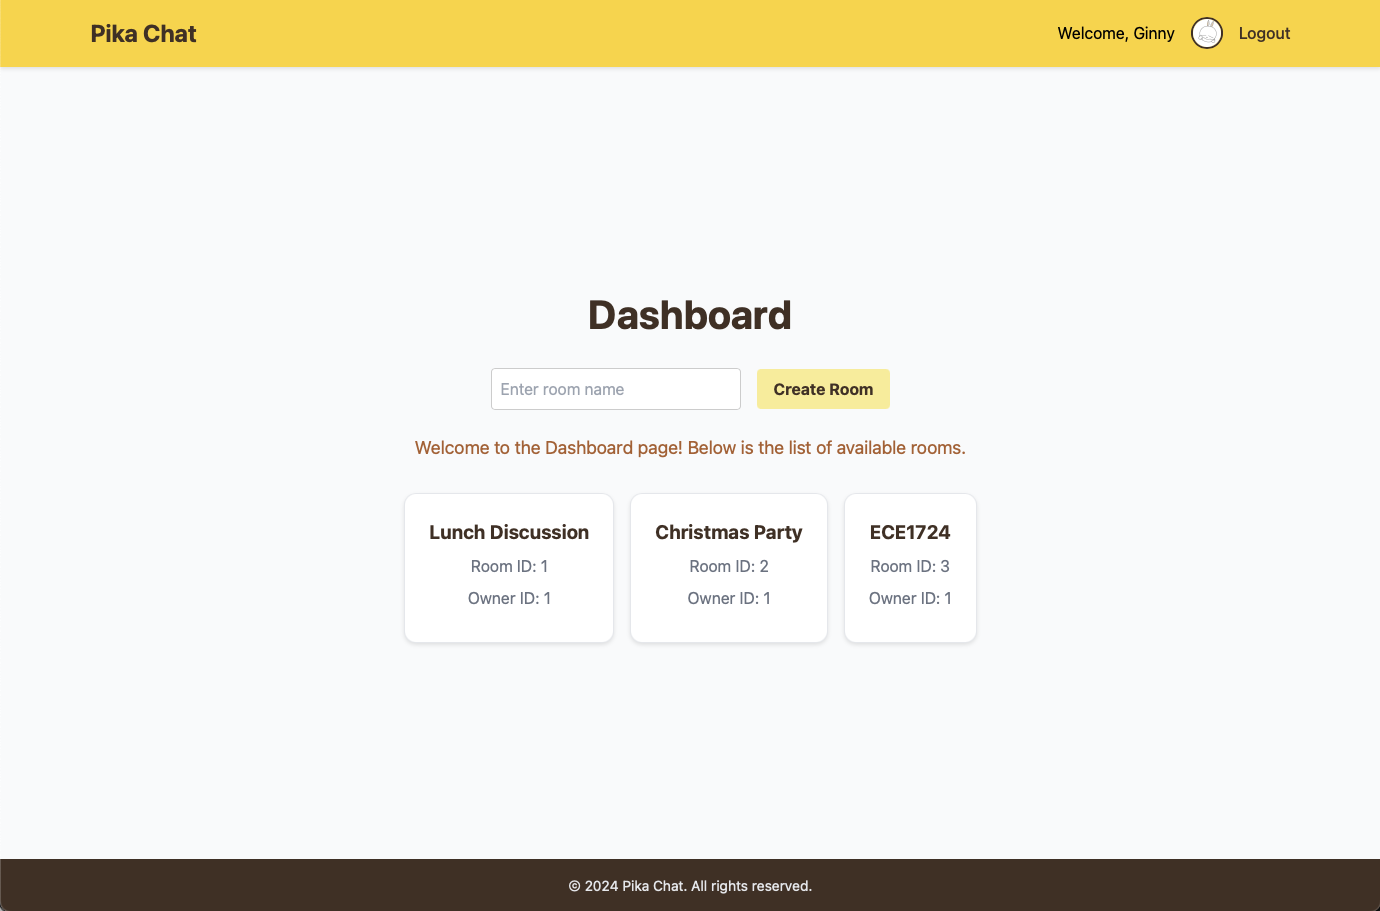 Pika Chat
Welcome, Ginny
Logout
Dashboard
Enter room name
Create Room
Welcome to the Dashboard page! Below is the list of available rooms.
Lunch Discussion
Room ID: 1
Owner ID: 1
Christmas Party
Room ID: 2
Owner ID: 1
ECE1724
Room ID: 3
Owner ID: 1
© 2024 Pika Chat. All rights reserved.